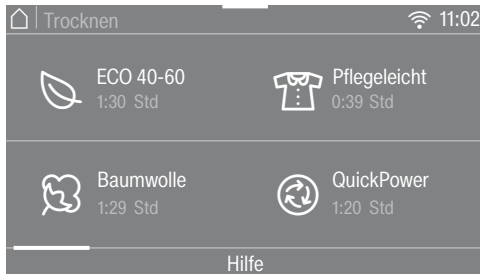 Trocknen 11:02
ECO 40-60 Pflegeleicht
1:30 Std 0:39 Std
Baumwolle QuickPower
1:29 Std 1:20 Std
Hilfe